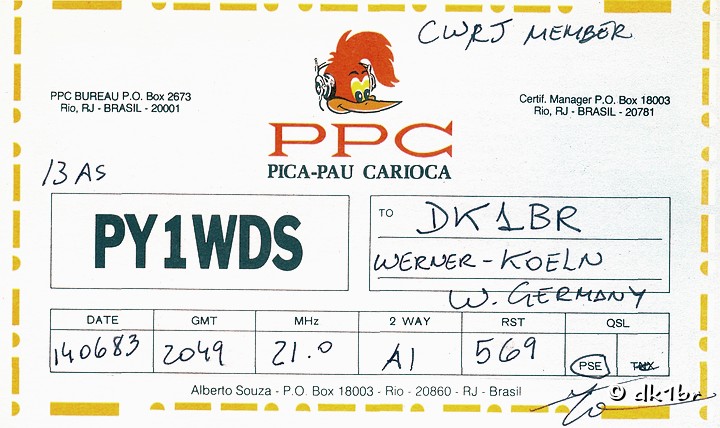 CWRJ MEMBER
PPC BUREAU P.O. Box 2673
Rio, RJ - BRASIL - 20001
Certif. Manager P.O. Box 18003
Rio, RJ - BRASIL - 20781
PPC
PICA-PAU CARIOCA
13 AS
PY1WDS
TO DK1BR
WERNER-KOELN
W. GERMANY
DATE GMT MHz 2 WAY RST QSL
140683 2049 21.0 A1 569 PSE TNX
Alberto Souza - P.O. Box 18003 - Rio - 20860 - RJ - Brasil
© dk1br